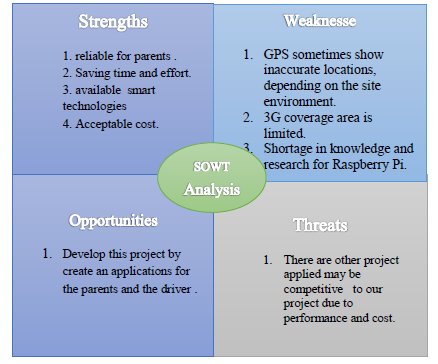 Strengths
1. reliable for parents .
2. Saving time and effort.
3. available smart
technologies
4. Acceptable cost.
Weaknesse
1. GPS sometimes show
inaccurate locations,
depending on the site
environment.
2. 3G coverage area is
limited.
3. Shortage in knowledge and
research for Raspberry Pi.
SOWT
Analysis
Opportunities
1. Develop this project by
create an applications for
the parents and the driver .
Threats
1. There are other project
applied may be
competitive to our
project due to
performance and cost.